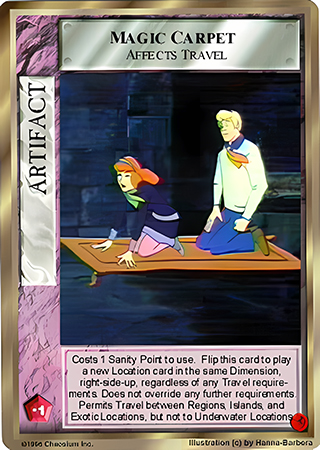 MAGIC CARPET
AFFECTS TRAVEL
ARTIFACT
Costs 1 Sanity Point to use. Flip this card to play
a new Location card in the same Dimension,
right-side-up, regardless of any Travel require-
ments. Does not override any further requirements.
Permits Travel between Regions, Islands, and
Exotic Locations, but not to Underwater Locations
-1
©1996 Chaosium Inc.
Illustration (c) by Hanna-Barbera